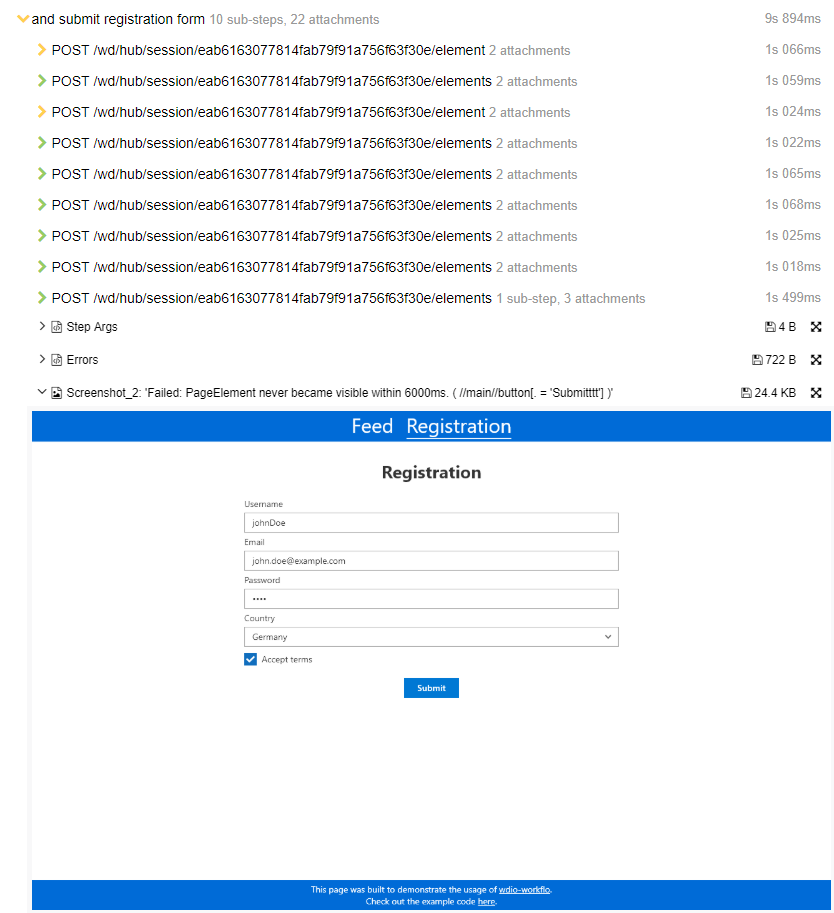 and submit registration form 10 sub-steps, 22 attachments 9s 894ms
POST /wd/hub/session/eab6163077814fab79f91a756f63f30e/element 2 attachments 1s 066ms
POST /wd/hub/session/eab6163077814fab79f91a756f63f30e/elements 2 attachments 1s 059ms
POST /wd/hub/session/eab6163077814fab79f91a756f63f30e/element 2 attachments 1s 024ms
POST /wd/hub/session/eab6163077814fab79f91a756f63f30e/elements 2 attachments 1s 022ms
POST /wd/hub/session/eab6163077814fab79f91a756f63f30e/elements 2 attachments 1s 065ms
POST /wd/hub/session/eab6163077814fab79f91a756f63f30e/elements 2 attachments 1s 068ms
POST /wd/hub/session/eab6163077814fab79f91a756f63f30e/elements 2 attachments 1s 025ms
POST /wd/hub/session/eab6163077814fab79f91a756f63f30e/elements 2 attachments 1s 018ms
POST /wd/hub/session/eab6163077814fab79f91a756f63f30e/elements 1 sub-step, 3 attachments 1s 499ms
Step Args 4 B
Errors 722 B
Screenshot_2: 'Failed: PageElement never became visible within 6000ms. ( //main//button[. = 'Submitttt'] )' 24.4 KB
Feed Registration
Registration
Username
johnDoe
Email
john.doe@example.com
Password
••••
Country
Germany
Accept terms
Submit
This page was built to demonstrate the usage of wdio-workflo.
Check out the example code here.